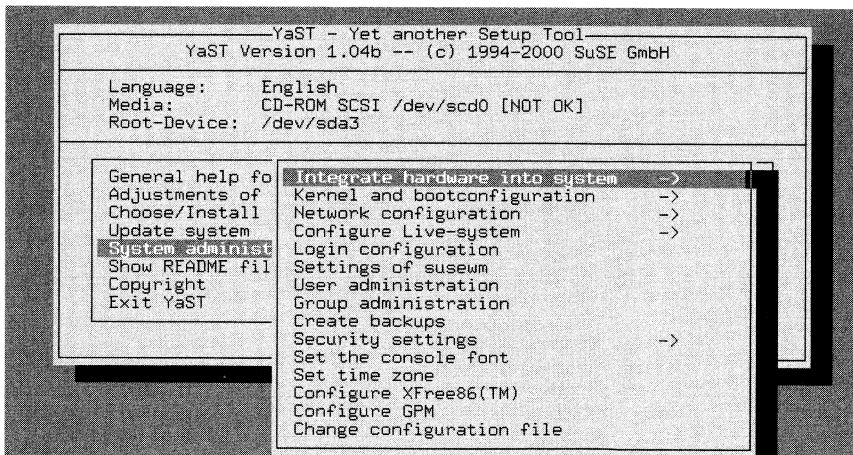 YaST - Yet another Setup Tool
YaST Version 1.04b -- (c) 1994-2000 SuSE GmbH
Language: English
Media: CD-ROM SCSI /dev/scd0 [NOT OK]
Root-Device: /dev/sda3
General help fo
Adjustments of
Choose/Install
Update system
System administ
Show README fil
Copyright
Exit YaST
Integrate hardware into system ->
Kernel and bootconfiguration ->
Network configuration ->
Configure Live-system ->
Login configuration
Settings of susewm
User administration
Group administration
Create backups
Security settings ->
Set the console font
Set time zone
Configure XFree86(TM)
Configure GPM
Change configuration file